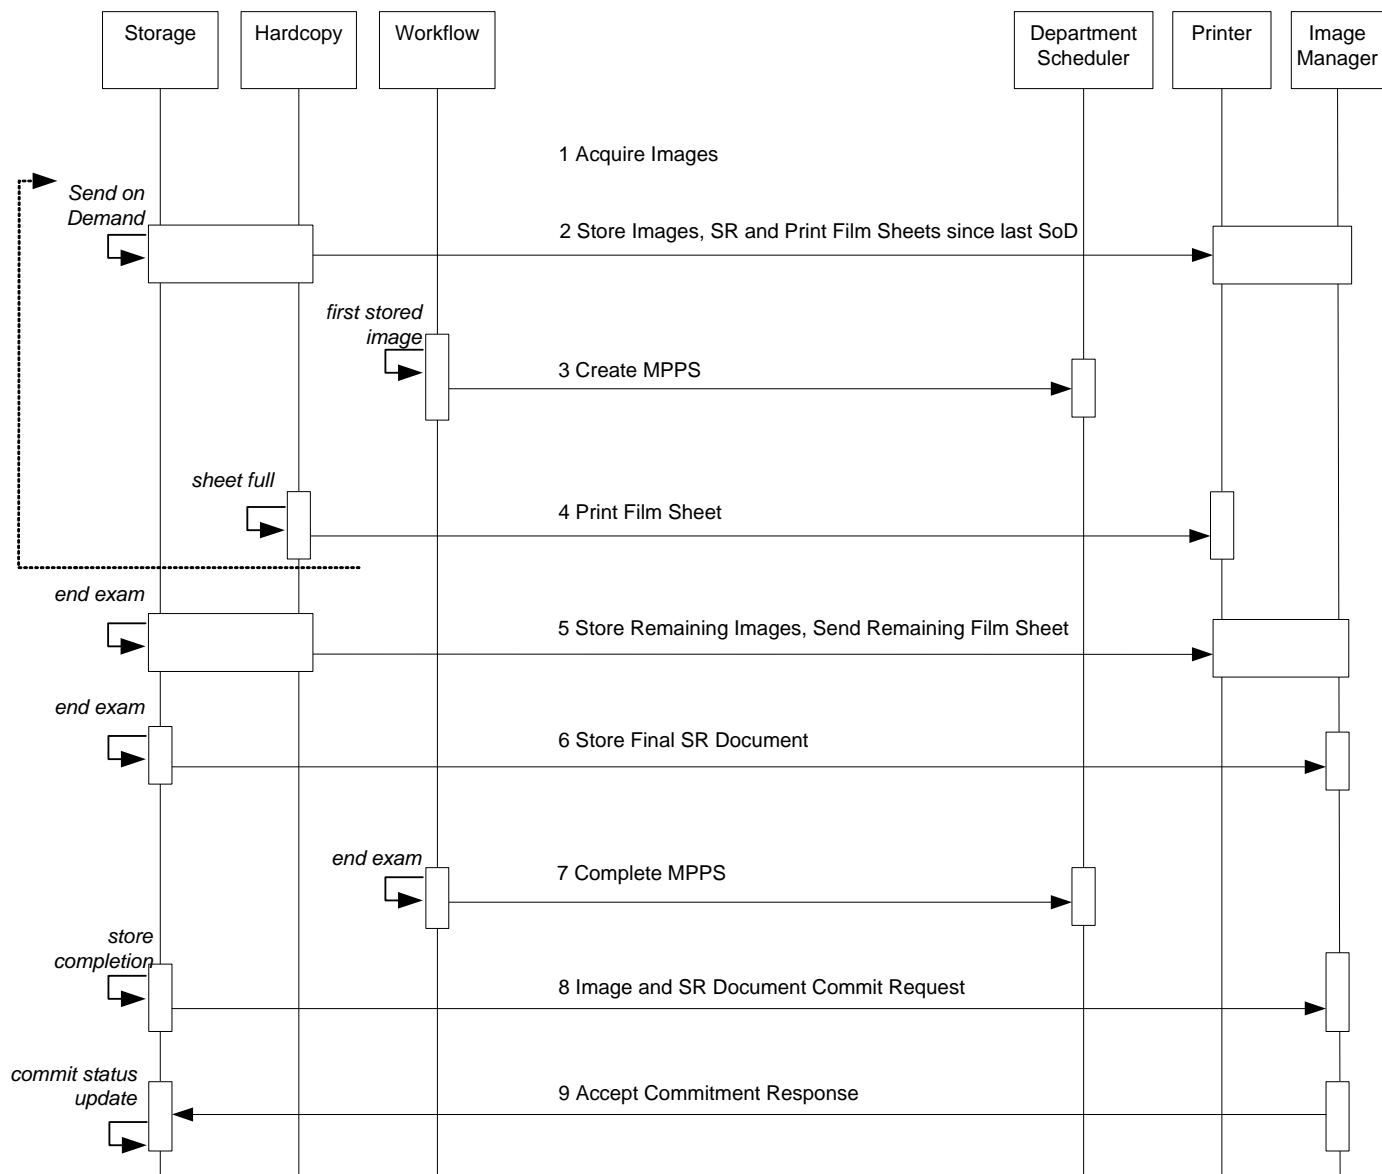 Storage
Hardcopy
Workflow
Department
Scheduler
Printer
Image
Manager
1 Acquire Images
Send on
Demand
2 Store Images, SR and Print Film Sheets since last SoD
first stored
image
3 Create MPPS
sheet full
4 Print Film Sheet
end exam
5 Store Remaining Images, Send Remaining Film Sheet
end exam
6 Store Final SR Document
end exam
7 Complete MPPS
store
completion
8 Image and SR Document Commit Request
commit status
update
9 Accept Commitment Response